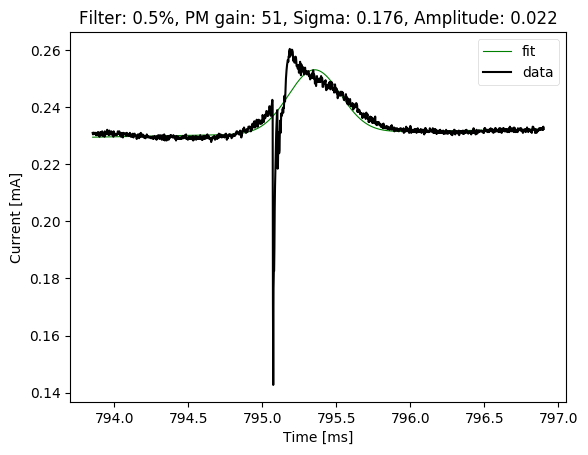 Filter: 0.5%, PM gain: 51, Sigma: 0.176, Amplitude: 0.022
fit
data
0.26
0.24
0.22
0.20
0.18
0.16
0.14
Current [mA]
794.0
794.5
795.0
795.5
796.0
796.5
797.0
Time [ms]